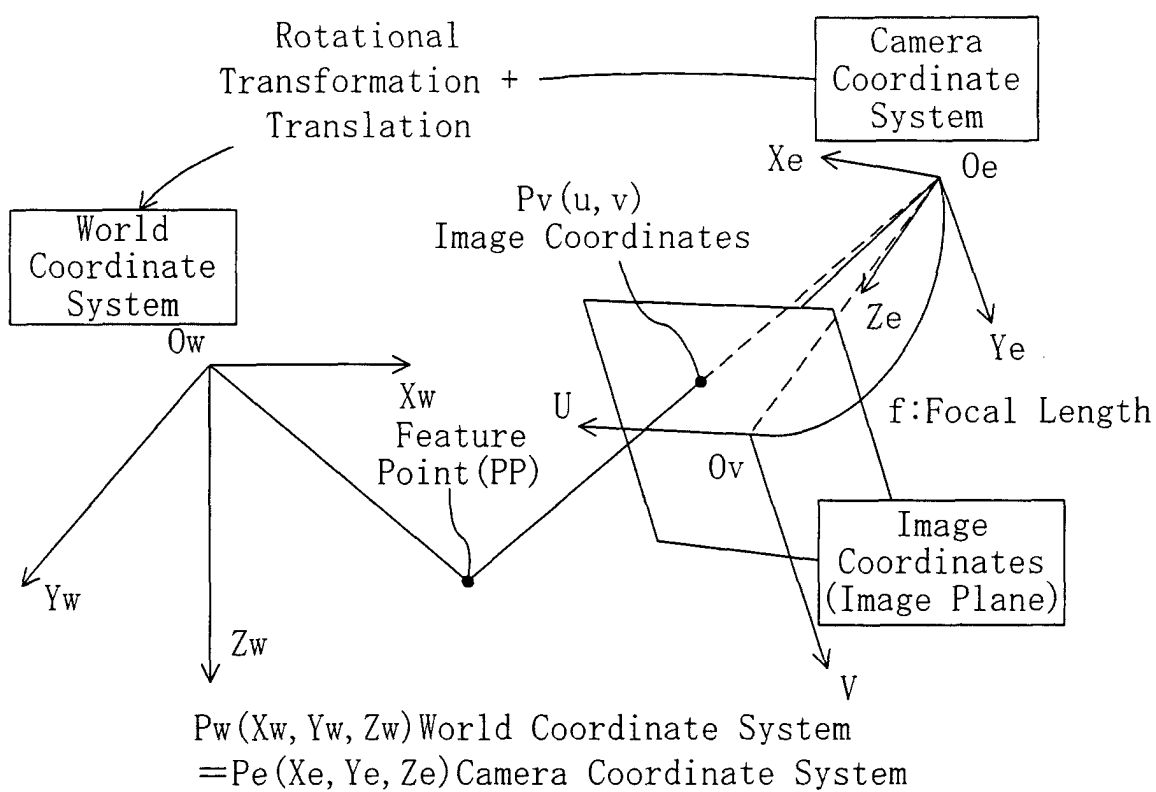 Rotational
Transformation +
Translation
Camera
Coordinate
System
Xe
Oe
Pv(u, v)
Image Coordinates
World
Coordinate
System
Ow
Ze
Ye
Xw
U
f:Focal Length
Feature
Point(PP)
Ov
Image
Coordinates
(Image Plane)
Yw
Zw
V
Pw(Xw, Yw, Zw)World Coordinate System
=Pe(Xe, Ye, Ze)Camera Coordinate System